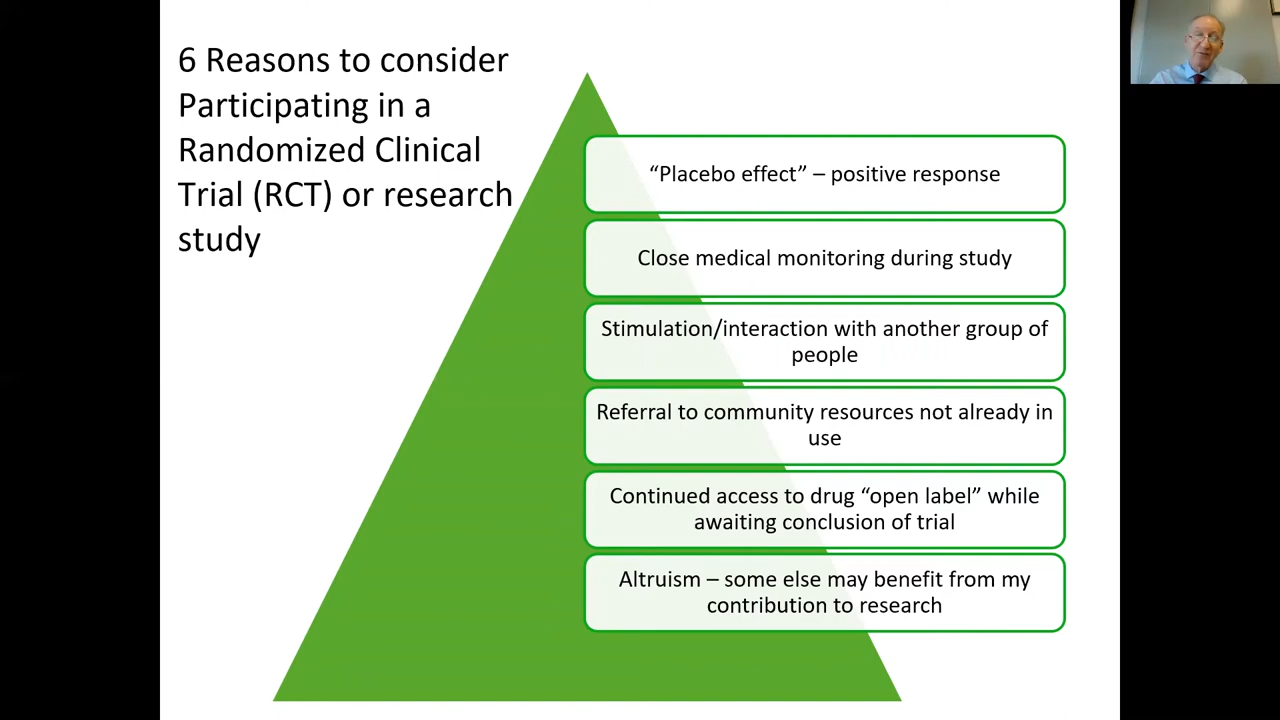 6 Reasons to consider
Participating in a
Randomized Clinical
Trial (RCT) or research
study
“Placebo effect” – positive response
Close medical monitoring during study
Stimulation/interaction with another group of
people
Referral to community resources not already in
use
Continued access to drug “open label” while
awaiting conclusion of trial
Altruism – some else may benefit from my
contribution to research